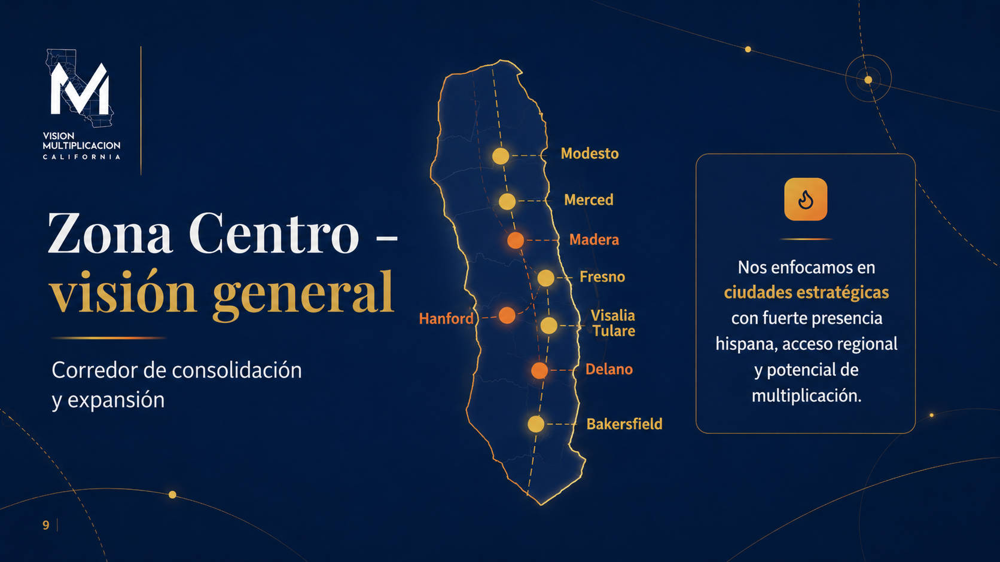 VISION
MULTIPLICACION
CALIFORNIA
Zona Centro –
visión general
Corredor de consolidación
y expansión
Modesto
Merced
Madera
Fresno
Hanford
Visalia
Tulare
Delano
Bakersfield
Nos enfocamos en
ciudades estratégicas
con fuerte presencia
hispana, acceso regional
y potencial de
multiplicación.
9